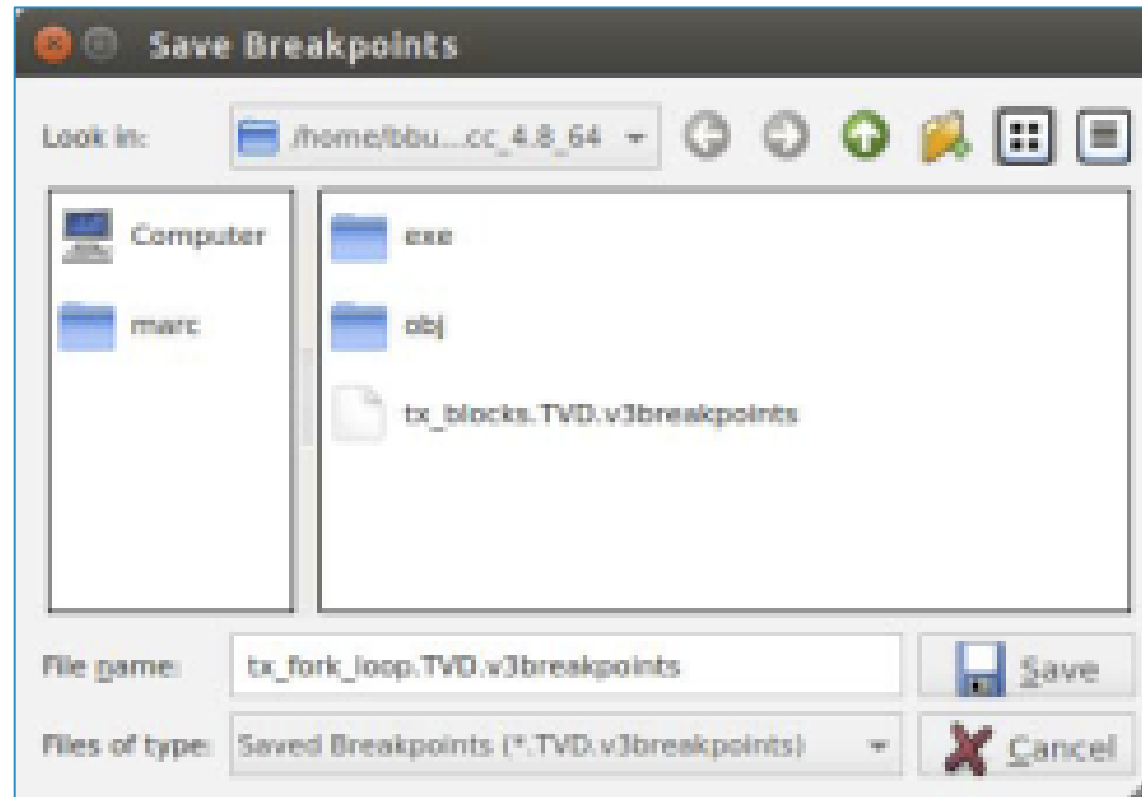 Save Breakpoints
Look in: /home/bbu...cc_4.8_64
Computer
marc
exe
obj
tx_blocks.TVD.v3breakpoints
File name: tx_fork_loop.TVD.v3breakpoints Save
Files of type: Saved Breakpoints (*.TVD.v3breakpoints) Cancel